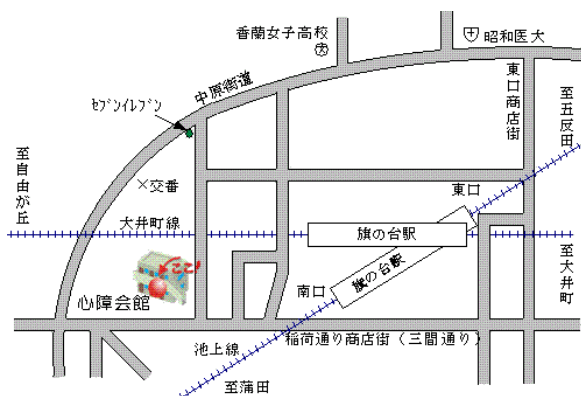 香蘭女子高校
昭和医大
中原街道
東口商店街
至五反田
ｾﾌﾞﾝｲﾚﾌﾞﾝ
至自由が丘
×交番
東口
大井町線
旗の台駅
旗の台駅
至大井町
ここ!
南口
心障会館
池上線
稲荷通り商店街(三間通り)
至蒲田